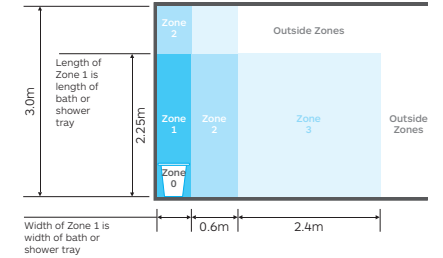 Zone
2
Outside Zones
Length of
Zone 1 is
length of
bath or
shower
tray
3.0m
2.25m
Zone
1
Zone
2
Zone
3
Outside
Zones
Zone
0
0.6m
2.4m
Width of Zone 1 is
width of bath or
shower tray